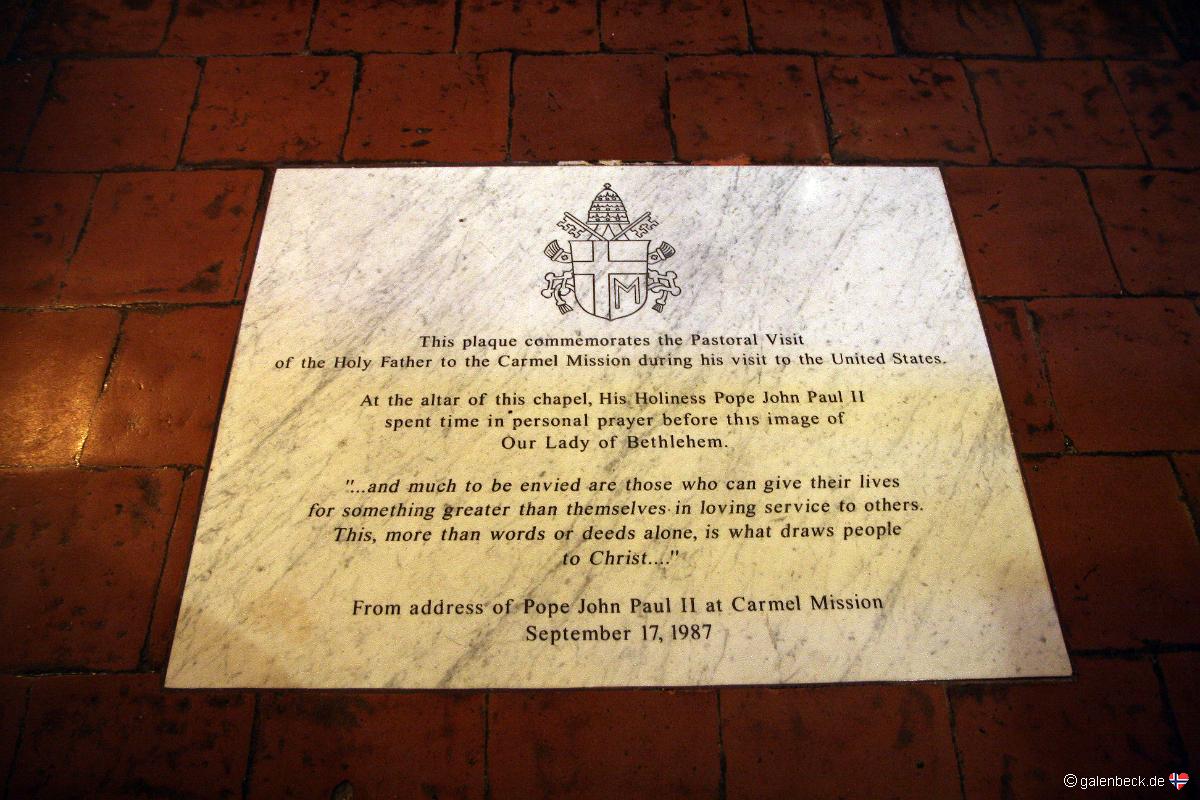 M
This plaque commemorates the Pastoral Visit
of the Holy Father to the Carmel Mission during his visit to the United States.
At the altar of this chapel, His Holiness Pope John Paul II
spent time in personal prayer before this image of
Our Lady of Bethlehem.
"...and much to be envied are those who can give their lives
for something greater than themselves in loving service to others.
This, more than words or deeds alone, is what draws people
to Christ...."
From address of Pope John Paul II at Carmel Mission
September 17, 1987
© galenbeck.de